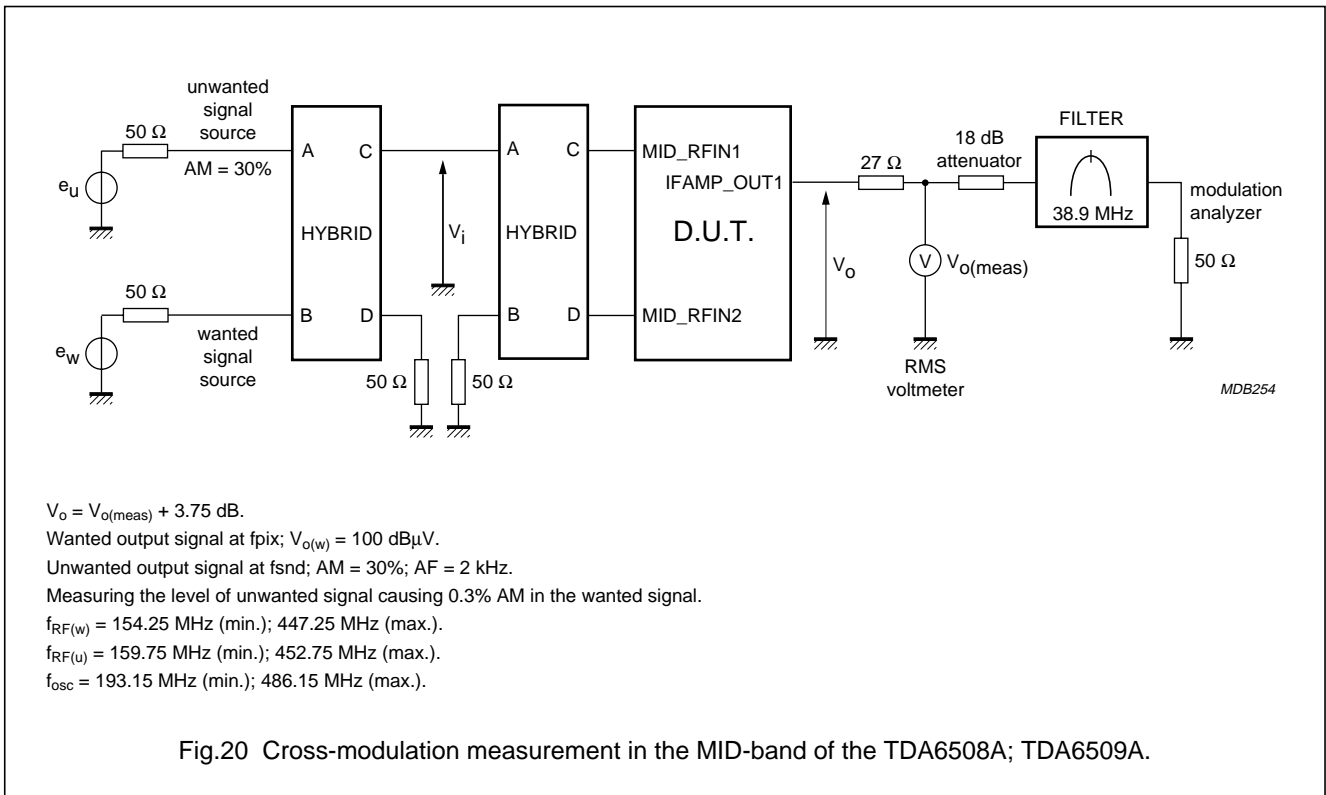 unwanted
signal
source
50 Ω
AM = 30%
e_u
A
C
HYBRID
B
D
50 Ω
wanted
signal
source
e_w
50 Ω
V_i
A
C
HYBRID
B
D
50 Ω
MID_RFIN1
IFAMP_OUT1
D.U.T.
MID_RFIN2
V_o
27 Ω
18 dB
attenuator
V
V_o(meas)
RMS
voltmeter
FILTER
38.9 MHz
modulation
analyzer
50 Ω
MDB254
V_o = V_o(meas) + 3.75 dB.
Wanted output signal at fpix; V_o(w) = 100 dBμV.
Unwanted output signal at fsnd; AM = 30%; AF = 2 kHz.
Measuring the level of unwanted signal causing 0.3% AM in the wanted signal.
f_RF(w) = 154.25 MHz (min.); 447.25 MHz (max.).
f_RF(u) = 159.75 MHz (min.); 452.75 MHz (max.).
f_osc = 193.15 MHz (min.); 486.15 MHz (max.).
Fig.20 Cross-modulation measurement in the MID-band of the TDA6508A; TDA6509A.